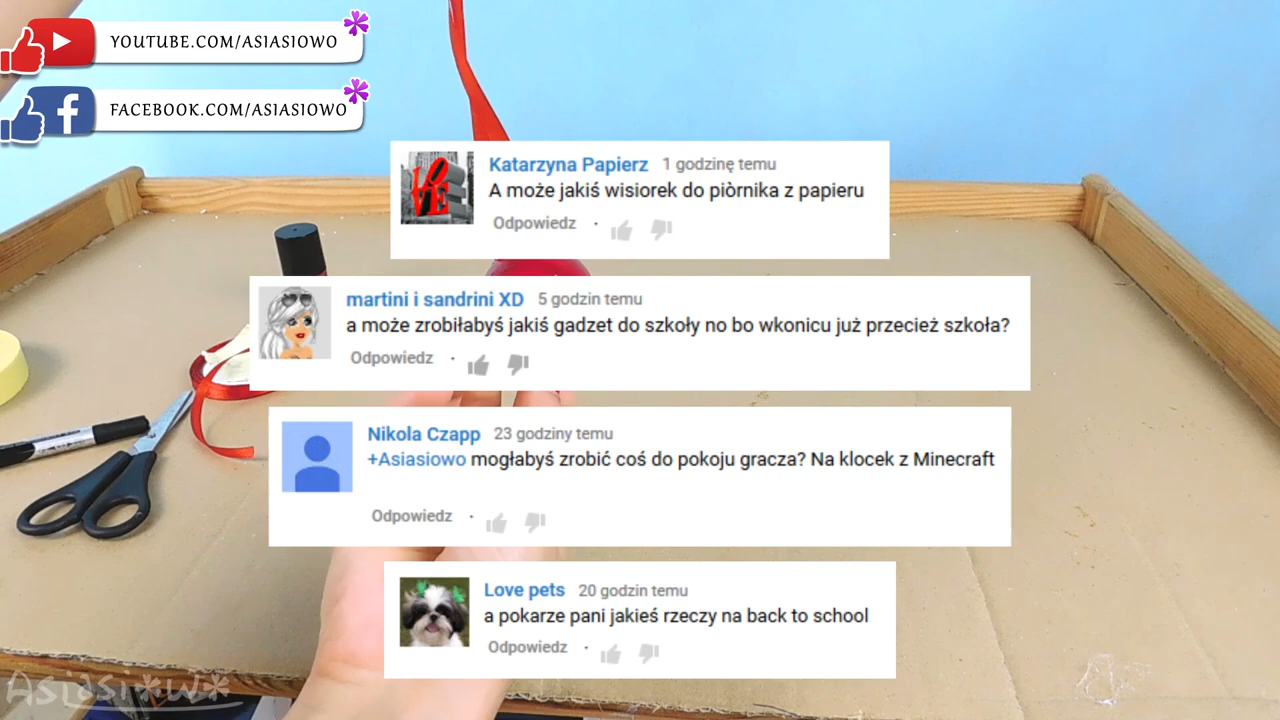 YOUTUBE.COM/ASIASIOWO
FACEBOOK.COM/ASIASIOWO
Katarzyna Papierz 1 godzinę temu
A może jakiś wisiorek do piòrnika z papieru
Odpowiedz
martini i sandrini XD 5 godzin temu
a może zrobiłabyś jakiś gadzet do szkoły no bo wkonicu już przecież szkoła?
Odpowiedz
Nikola Czapp 23 godziny temu
+Asiasiowo mogłabyś zrobić coś do pokoju gracza? Na klocek z Minecraft
Odpowiedz
Love pets 20 godzin temu
a pokarze pani jakieś rzeczy na back to school
Odpowiedz
Asiasiowo